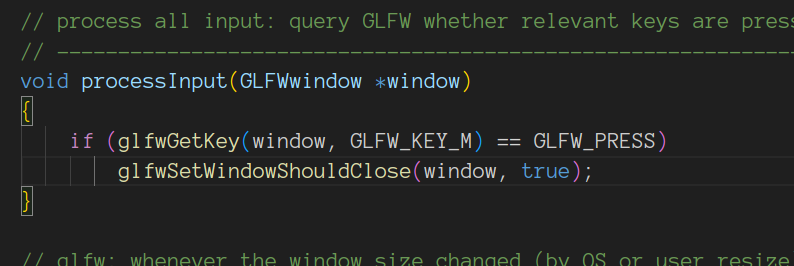 // process all input: query GLFW whether relevant keys are
// ------------------------------------------------------------
void processInput(GLFWwindow *window)
{
if (glfwGetKey(window, GLFW_KEY_M) == GLFW_PRESS)
glfwSetWindowShouldClose(window, true);
}
// glfw: whenever the window size changed (by OS or user resize